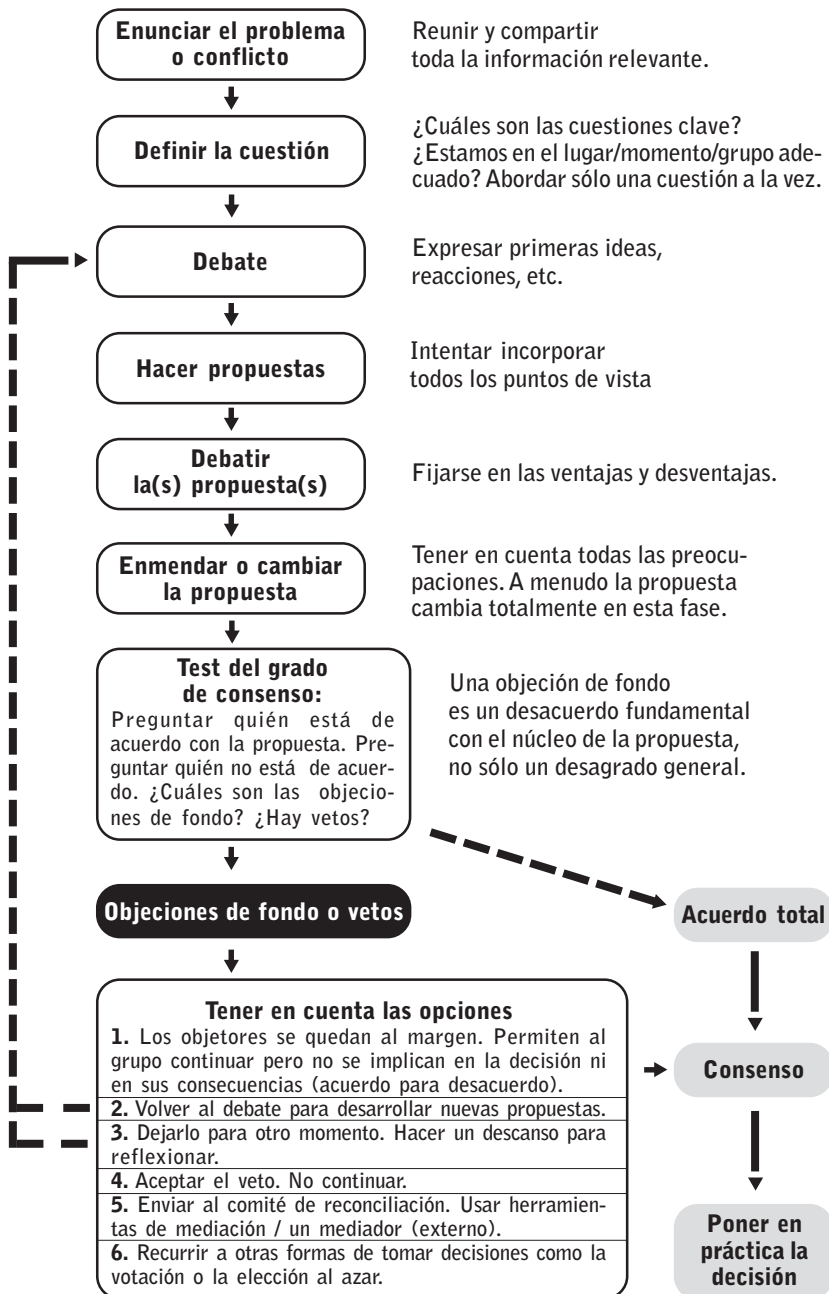 Enunciar el problema
o conflicto
Reunir y compartir
toda la información relevante.
Definir la cuestión
¿Cuáles son las cuestiones clave?
¿Estamos en el lugar/momento/grupo ade-
cuado? Abordar sólo una cuestión a la vez.
Debate
Expresar primeras ideas,
reacciones, etc.
Hacer propuestas
Intentar incorporar
todos los puntos de vista
Debatir
la(s) propuesta(s)
Fijarse en las ventajas y desventajas.
Enmendar o cambiar
la propuesta
Tener en cuenta todas las preocu-
paciones. A menudo la propuesta
cambia totalmente en esta fase.
Test del grado
de consenso:
Preguntar quién está de
acuerdo con la propuesta. Pre-
guntar quién no está de acuer-
do. ¿Cuáles son las objecio-
nes de fondo? ¿Hay vetos?
Una objeción de fondo
es un desacuerdo fundamental
con el núcleo de la propuesta,
no sólo un desagrado general.
Objeciones de fondo o vetos
Acuerdo total
Tener en cuenta las opciones
1. Los objetores se quedan al margen. Permiten al
grupo continuar pero no se implican en la decisión ni
en sus consecuencias (acuerdo para desacuerdo).
2. Volver al debate para desarrollar nuevas propuestas.
3. Dejarlo para otro momento. Hacer un descanso para
reflexionar.
4. Aceptar el veto. No continuar.
5. Enviar al comité de reconciliación. Usar herramien-
tas de mediación / un mediador (externo).
6. Recurrir a otras formas de tomar decisiones como la
votación o la elección al azar.
Consenso
Poner en
práctica la
decisión